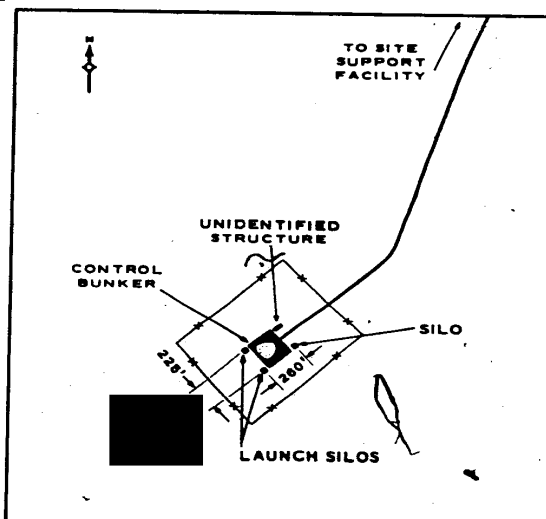 N
TO SITE
SUPPORT
FACILITY
UNIDENTIFIED
STRUCTURE
CONTROL
BUNKER
SILO
225'
260'
LAUNCH SILOS